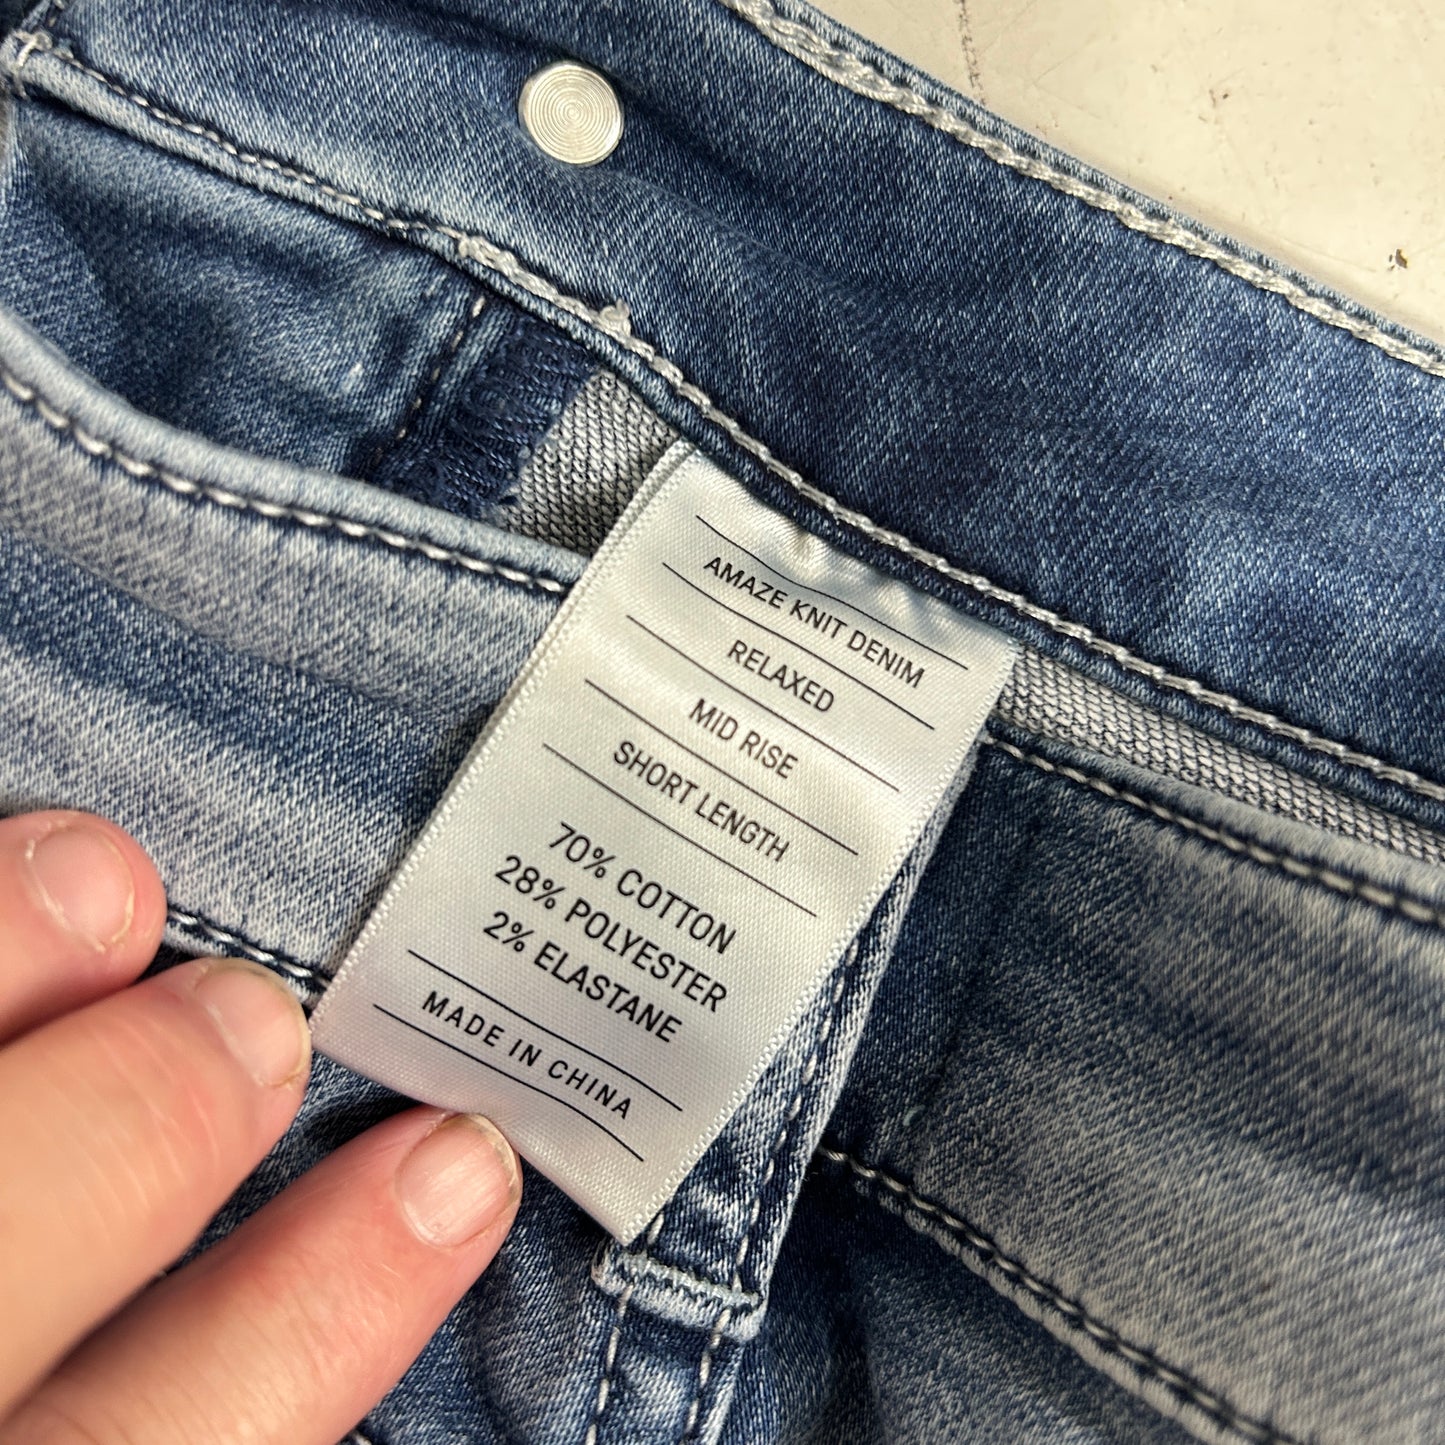 AMAZE KNIT DENIM
RELAXED
MID RISE
SHORT LENGTH
70% COTTON
28% POLYESTER
2% ELASTANE
MADE IN CHINA